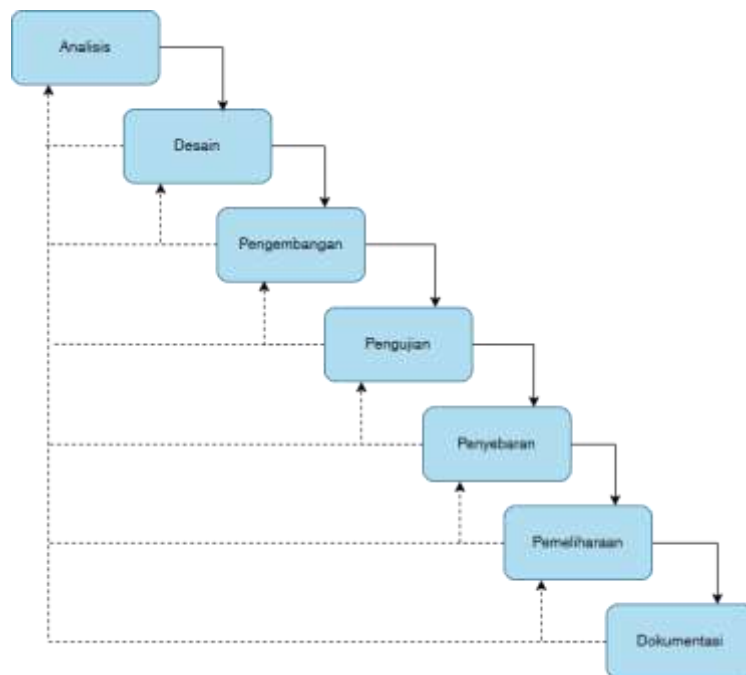 Analisis
Desain
Pengembangan
Pengujian
Penyebaran
Pemeliharaan
Dokumentasi